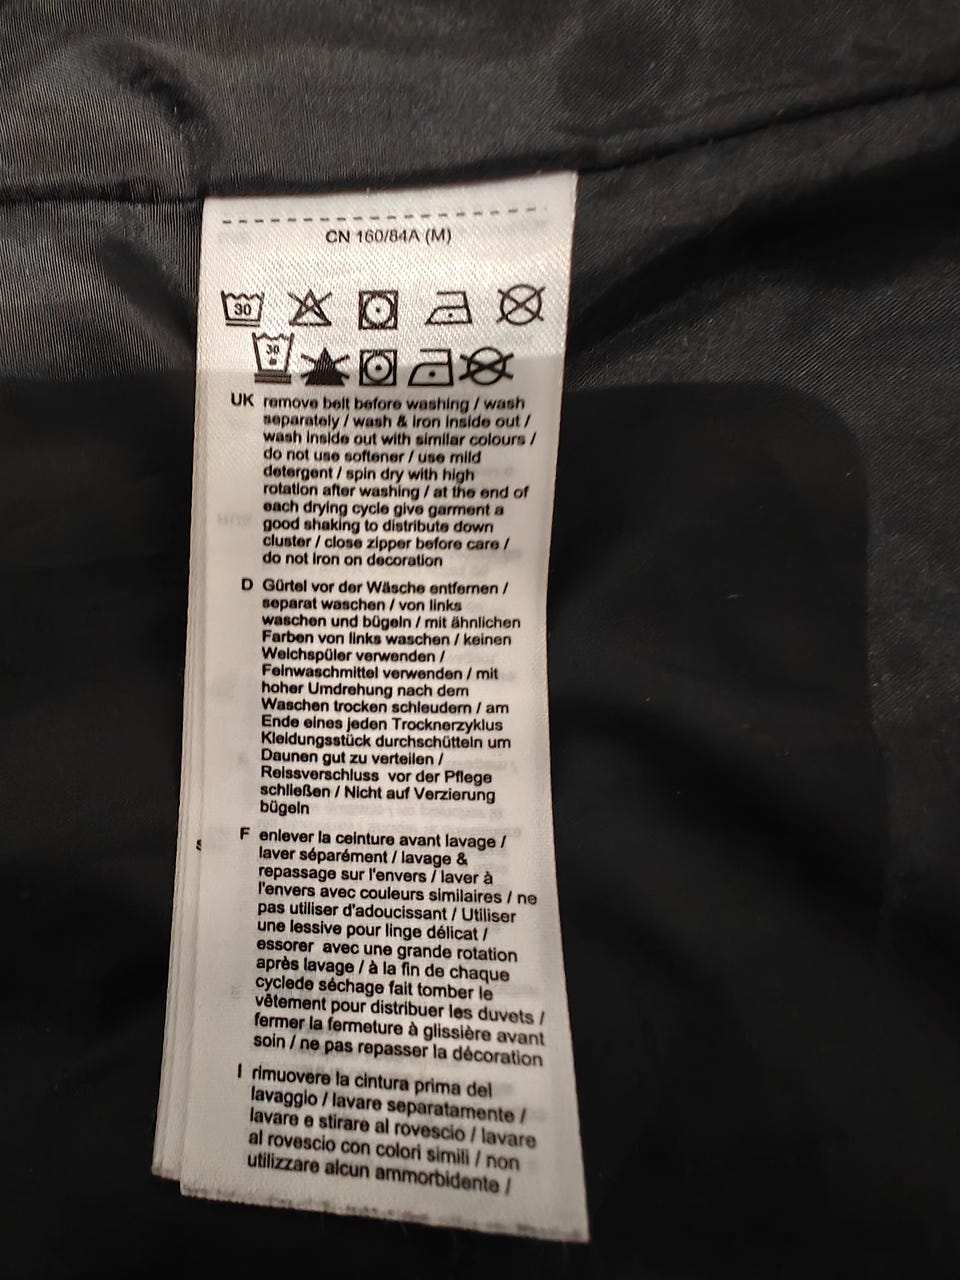 CN 160/84A (M)
30
30
UK remove belt before washing / wash
separately / wash & iron inside out /
wash inside out with similar colours /
do not use softener / use mild
detergent / spin dry with high
rotation after washing / at the end of
each drying cycle give garment a
good shaking to distribute down
cluster / close zipper before care /
do not iron on decoration
D Gürtel vor der Wäsche entfernen /
separat waschen / von links
waschen und bügeln / mit ähnlichen
Farben von links waschen / keinen
Weichspüler verwenden /
Feinwaschmittel verwenden / mit
hoher Umdrehung nach dem
Waschen trocken schleudern / am
Ende eines jeden Trocknerzyklus
Kleidungsstück durchschütteln um
Daunen gut zu verteilen /
Reissverschluss vor der Pflege
schließen / Nicht auf Verzierung
bügeln
F enlever la ceinture avant lavage /
laver séparément / lavage &
repassage sur l'envers / laver à
l'envers avec couleurs similaires / ne
pas utiliser d'adoucissant / Utiliser
une lessive pour linge délicat /
essorer avec une grande rotation
après lavage / à la fin de chaque
cyclede séchage fait tomber le
vêtement pour distribuer les duvets /
fermer la fermeture à glissière avant
soin / ne pas repasser la décoration
I rimuovere la cintura prima del
lavaggio / lavare separatamente /
lavare e stirare al rovescio / lavare
al rovescio con colori simili / non
utilizzare alcun ammorbidente /